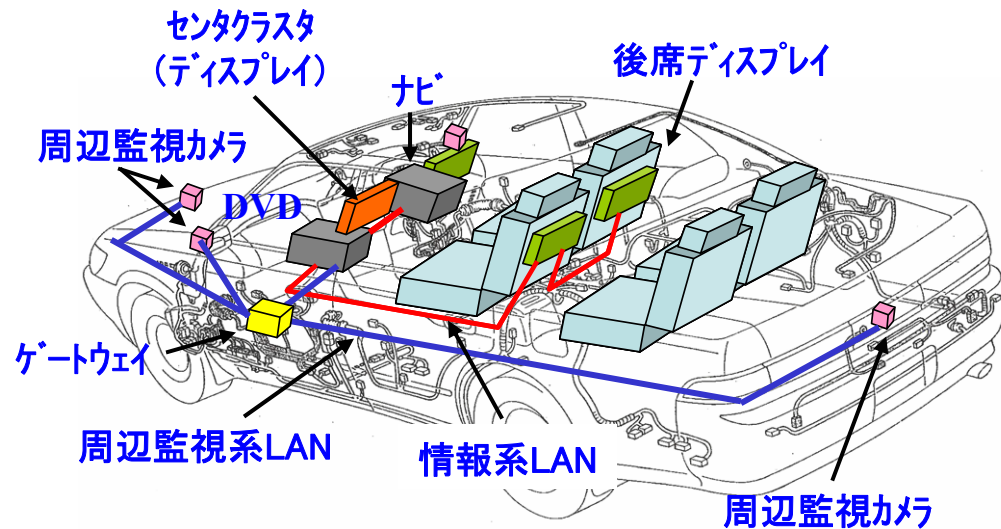 センタクラスタ
(ディスプレイ)
ナビ
後席ディスプレイ
周辺監視カメラ
DVD
ゲートウェイ
周辺監視系LAN
情報系LAN
周辺監視カメラ